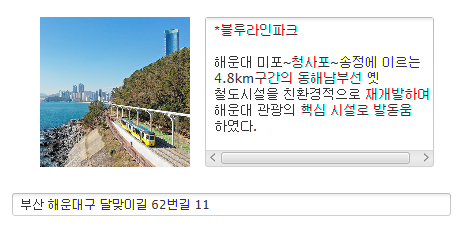 *블루라인파크
해운대 미포~청사포~송정에 이르는
4.8km구간의 동해남부선 옛
철도시설을 친환경적으로 재개발하여
해운대 관광의 핵심 시설로 발돋움
하였다.
부산 해운대구 달맞이길 62번길 11